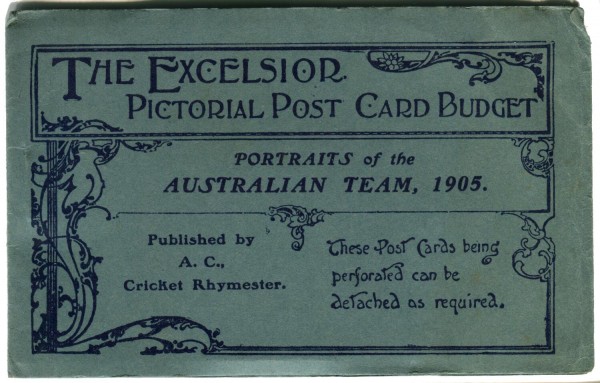 THE EXCELSIOR.
PICTORIAL POST CARD BUDGET
PORTRAITS of the
AUSTRALIAN TEAM, 1905.
Published by
A. C.,
Cricket Rhymester.
These Post Cards being
perforated can be
detached as required.